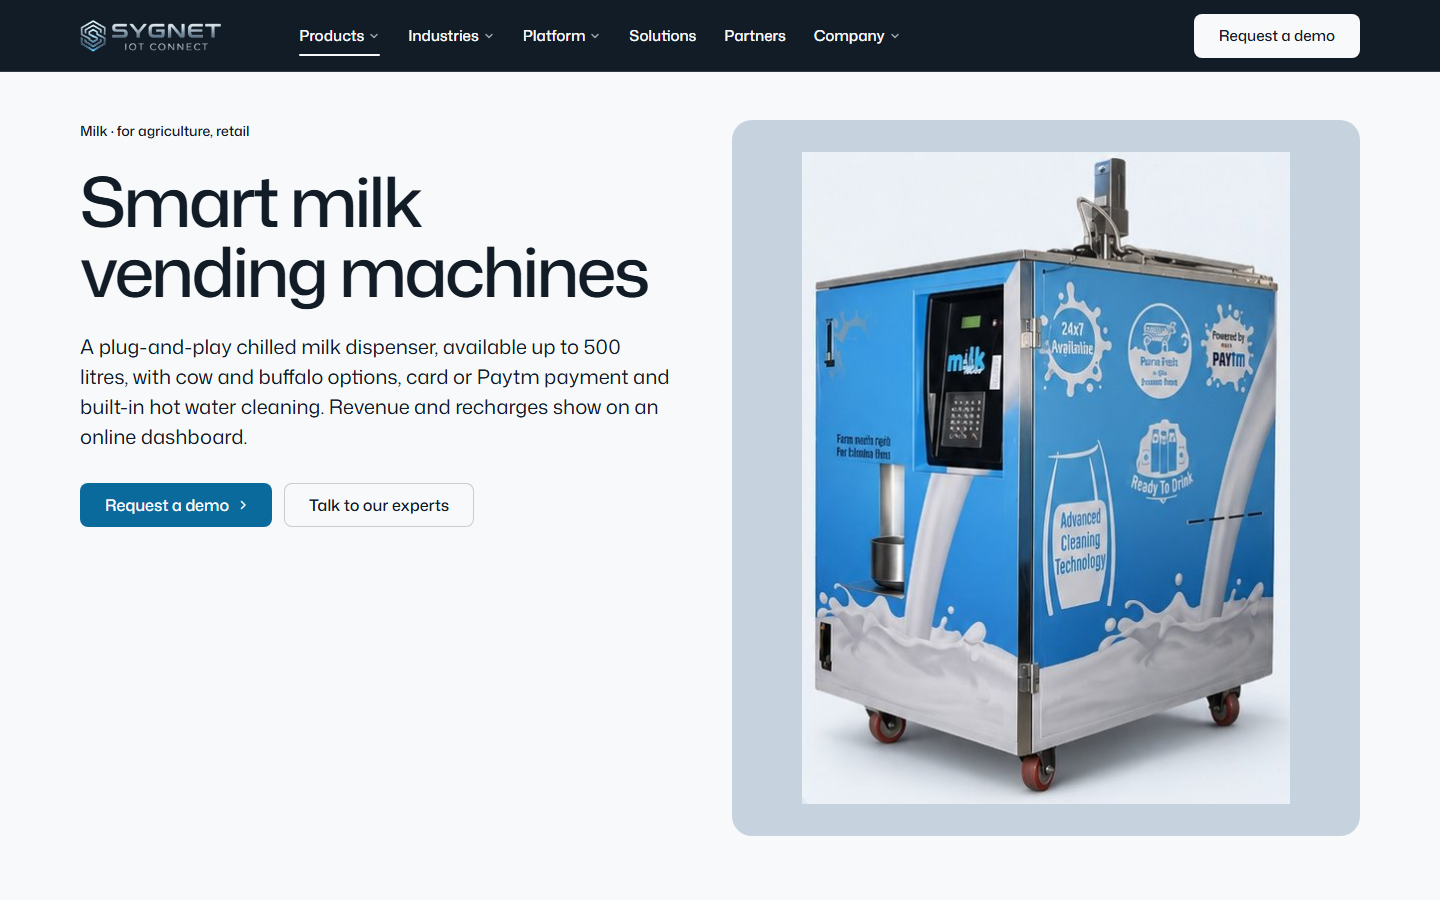 SYGNET
IOT CONNECT
Products
Industries
Platform
Solutions
Partners
Company
Request a demo
Milk · for agriculture, retail
Smart milk
vending machines
A plug-and-play chilled milk dispenser, available up to 500
litres, with cow and buffalo options, card or Paytm payment and
built-in hot water cleaning. Revenue and recharges show on an
online dashboard.
Request a demo
Talk to our experts
milk
24x7
Powered by
PAYTM
Ready To Drink
Advanced
Cleaning
Technology